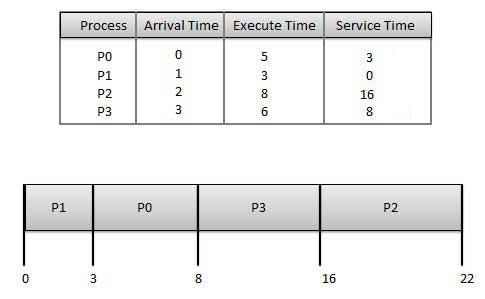 Process Arrival Time Execute Time Service Time
P0 0 5 3
P1 1 3 0
P2 2 8 16
P3 3 6 8
P1 P0 P3 P2
0 3 8 16 22